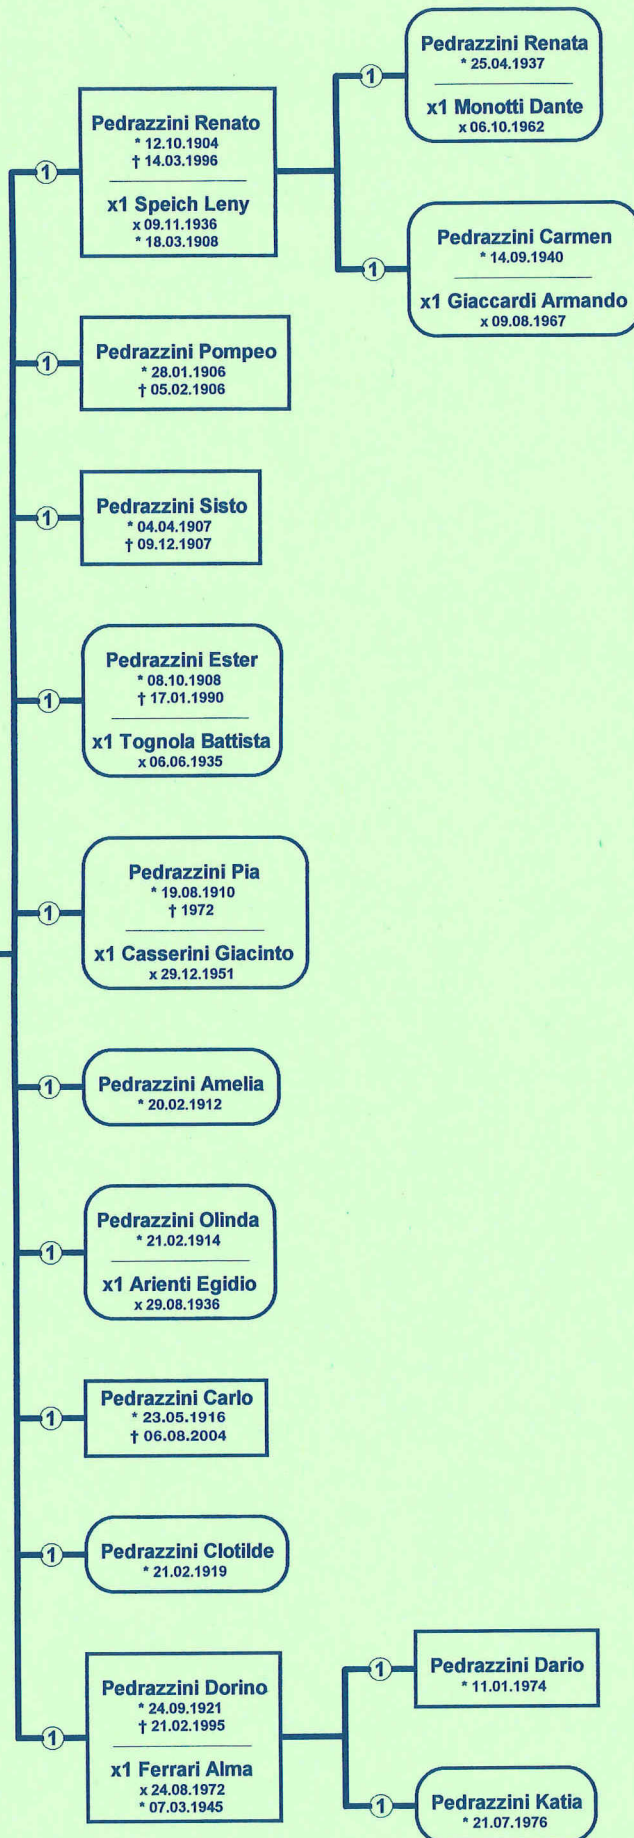 1
Pedrazzini Renato
* 12.10.1904
† 14.03.1996
x1 Speich Leny
x 09.11.1936
* 18.03.1908
1
Pedrazzini Renata
* 25.04.1937
x1 Monotti Dante
x 06.10.1962
1
Pedrazzini Carmen
* 14.09.1940
x1 Giaccardi Armando
x 09.08.1967
1
Pedrazzini Pompeo
* 28.01.1906
† 05.02.1906
1
Pedrazzini Sisto
* 04.04.1907
† 09.12.1907
1
Pedrazzini Ester
* 08.10.1908
† 17.01.1990
x1 Tognola Battista
x 06.06.1935
1
Pedrazzini Pia
* 19.08.1910
† 1972
x1 Casserini Giacinto
x 29.12.1951
1
Pedrazzini Amelia
* 20.02.1912
1
Pedrazzini Olinda
* 21.02.1914
x1 Arienti Egidio
x 29.08.1936
1
Pedrazzini Carlo
* 23.05.1916
† 06.08.2004
1
Pedrazzini Clotilde
* 21.02.1919
1
Pedrazzini Dorino
* 24.09.1921
† 21.02.1995
x1 Ferrari Alma
x 24.08.1972
* 07.03.1945
1
Pedrazzini Dario
* 11.01.1974
1
Pedrazzini Katia
* 21.07.1976